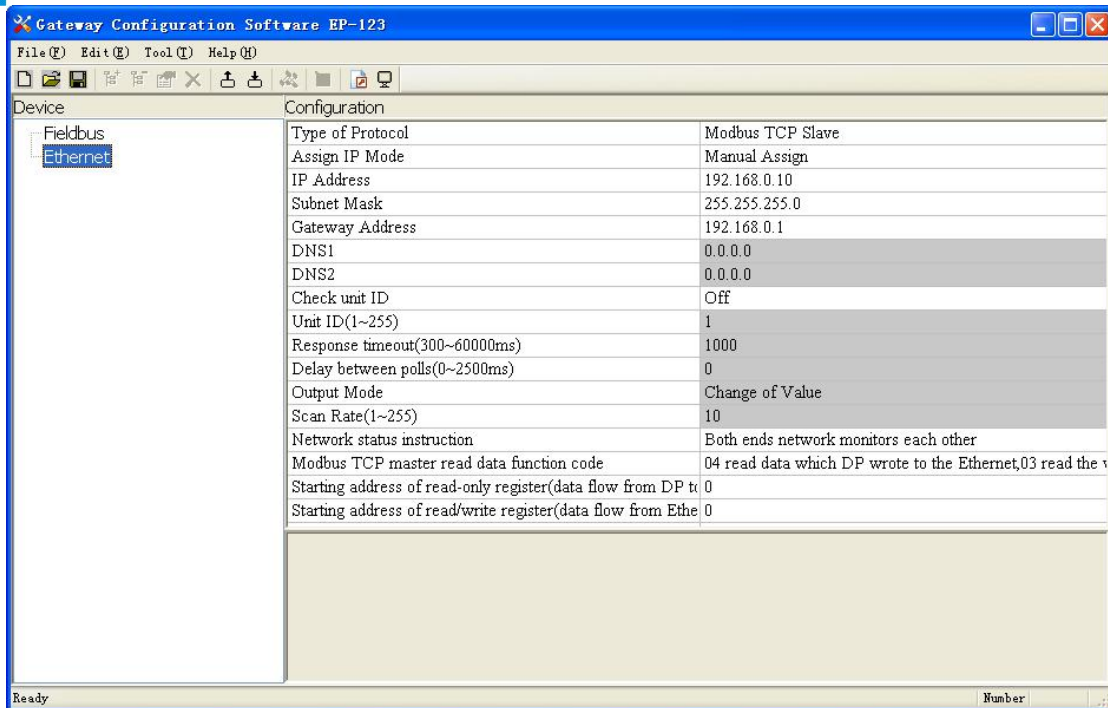 Gateway Configuration Software EP-123
File(F) Edit(E) Tool(T) Help(H)
Device Configuration
Fieldbus
Ethernet
Type of Protocol Modbus TCP Slave
Assign IP Mode Manual Assign
IP Address 192.168.0.10
Subnet Mask 255.255.255.0
Gateway Address 192.168.0.1
DNS1 0.0.0.0
DNS2 0.0.0.0
Check unit ID Off
Unit ID(1~255) 1
Response timeout(300~60000ms) 1000
Delay between polls(0~2500ms) 0
Output Mode Change of Value
Scan Rate(1~255) 10
Network status instruction Both ends network monitors each other
Modbus TCP master read data function code 04 read data which DP wrote to the Ethernet,03 read the
Starting address of read-only register(data flow from DP 0
Starting address of read/write register(data flow from Ethe 0
Ready Number